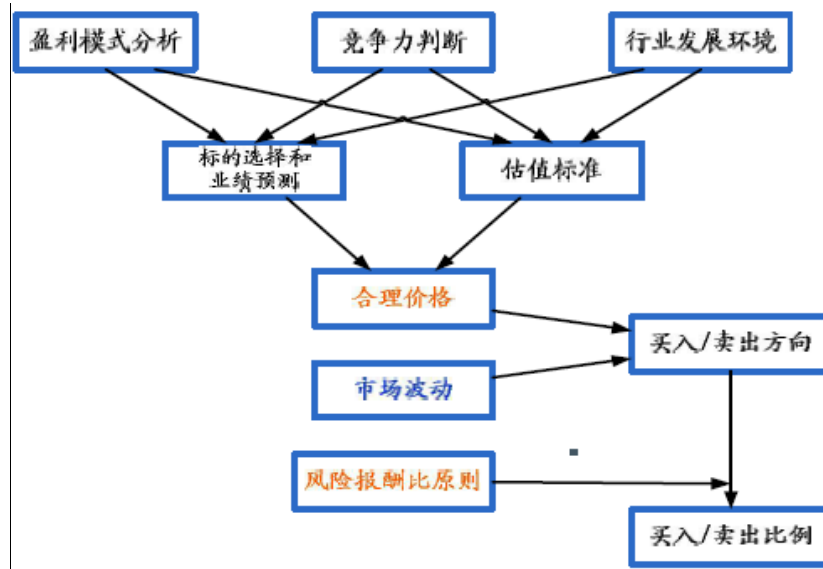 盈利模式分析
竞争力判断
行业发展环境
标的选择和
业绩预测
估值标准
合理价格
买入/卖出方向
市场波动
风险报酬比原则
买入/卖出比例